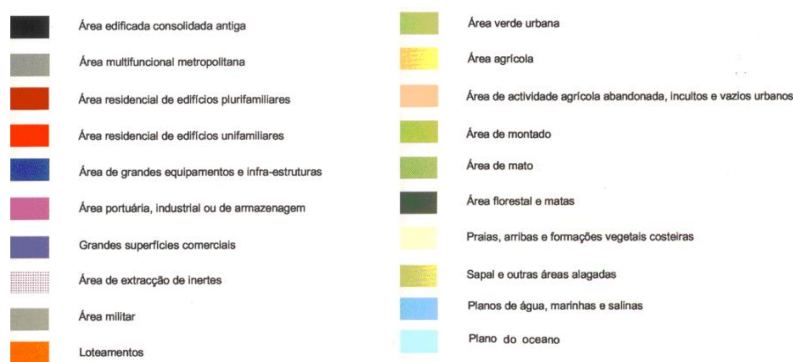 Área edificada consolidada antiga
Área multifuncional metropolitana
Área residencial de edifícios plurifamiliares
Área residencial de edifícios unifamiliares
Área de grandes equipamentos e infra-estruturas
Área portuária, industrial ou de armazenagem
Grandes superfícies comerciais
Área de extracção de inertes
Área militar
Loteamentos
Área verde urbana
Área agrícola
Área de actividade agrícola abandonada, incultos e vazios urbanos
Área de montado
Área de mato
Área florestal e matas
Praias, arribas e formações vegetais costeiras
Sapal e outras áreas alagadas
Planos de água, marinhas e salinas
Plano do oceano